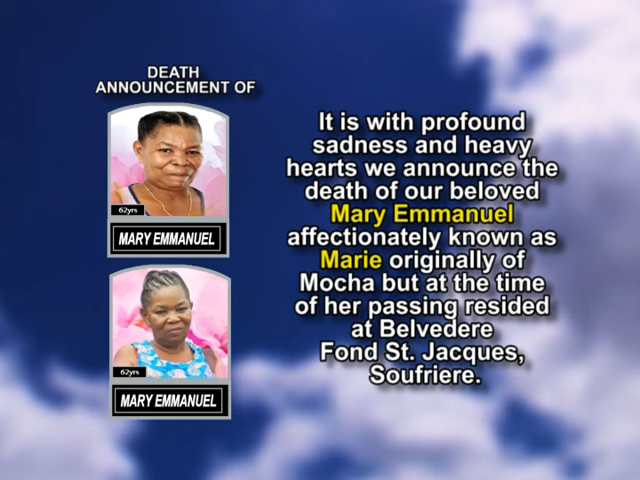 DEATH
ANNOUNCEMENT OF
62yrs
MARY EMMANUEL
62yrs
MARY EMMANUEL
It is with profound
sadness and heavy
hearts we announce the
death of our beloved
Mary Emmanuel
affectionately known as
Marie originally of
Mocha but at the time
of her passing resided
at Belvedere
Fond St. Jacques,
Soufriere.